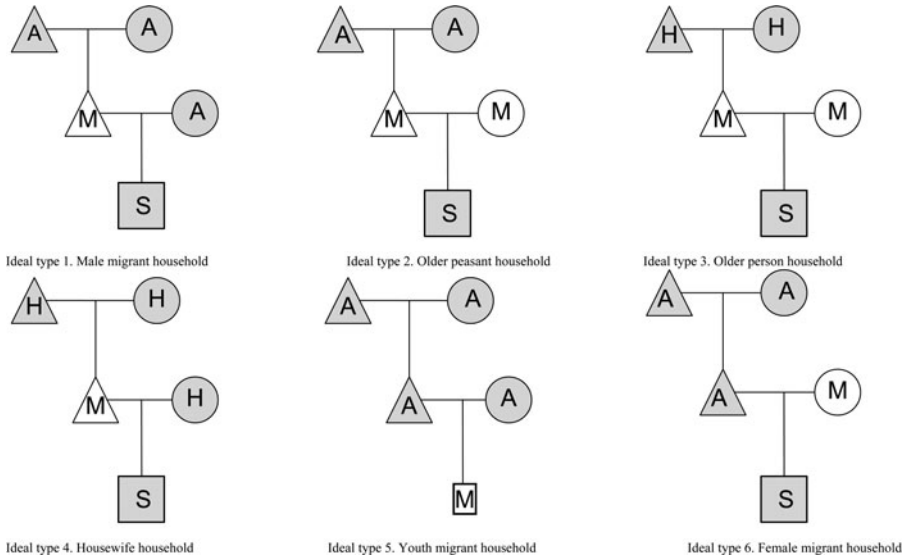 A A A A H H
M A M M M M
S S S
Ideal type 1. Male migrant household Ideal type 2. Older peasant household Ideal type 3. Older person household
H H A A A A
M H A A A M
S M S
Ideal type 4. Housewife household Ideal type 5. Youth migrant household Ideal type 6. Female migrant household